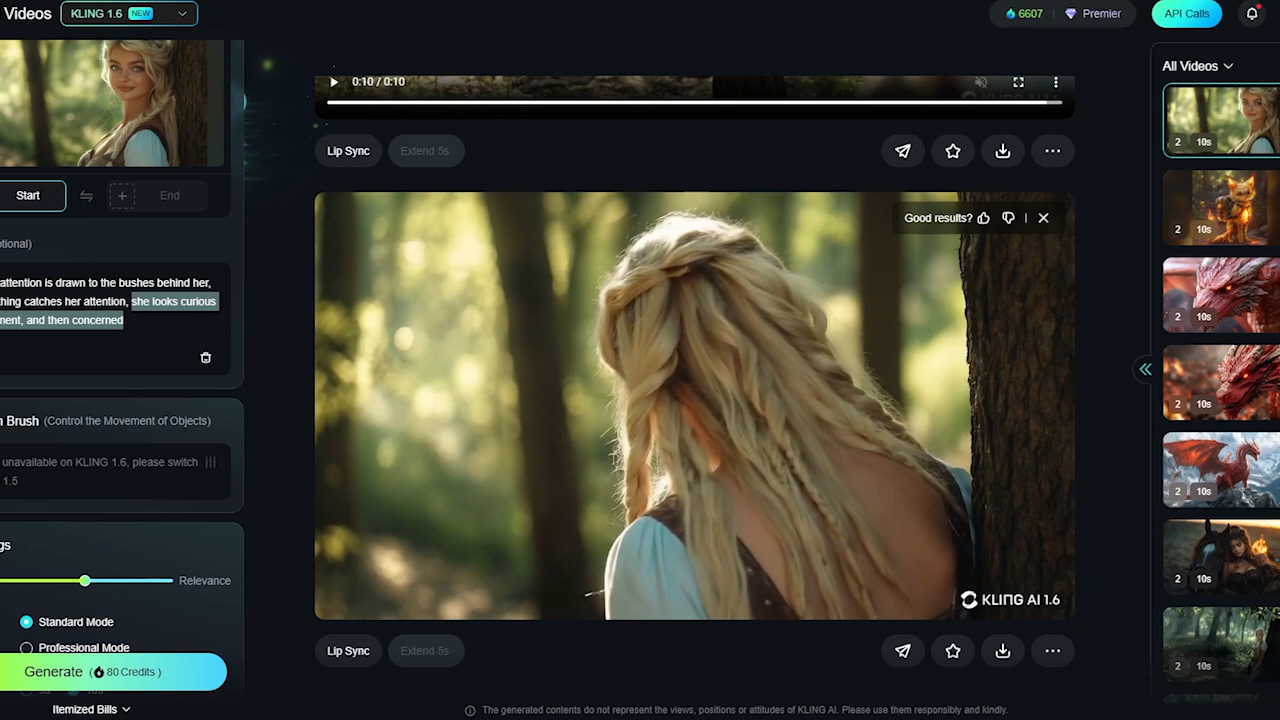 Videos
KLING 1.6 NEW
6607 | Premier
API Calls
0:10 / 0:10
All Videos
Lip Sync
Extend 5s
2 10s
Start
End
Good results? |
2 10s
otional)
attention is drawn to the bushes behind her,
thing catches her attention, she looks curious
ment, and then concerned
2 10s
2 10s
n Brush (Control the Movement of Objects)
unavailable on KLING 1.6, please switch
1.5
2 10s
gs
Relevance
2 10s
Standard Mode
KLING AI 1.6
Professional Mode
Lip Sync
Extend 5s
2 10s
Generate ( 80 Credits )
Itemized Bills
The generated contents do not represent the views, positions or attitudes of KLING AI. Please use them responsibly and kindly.